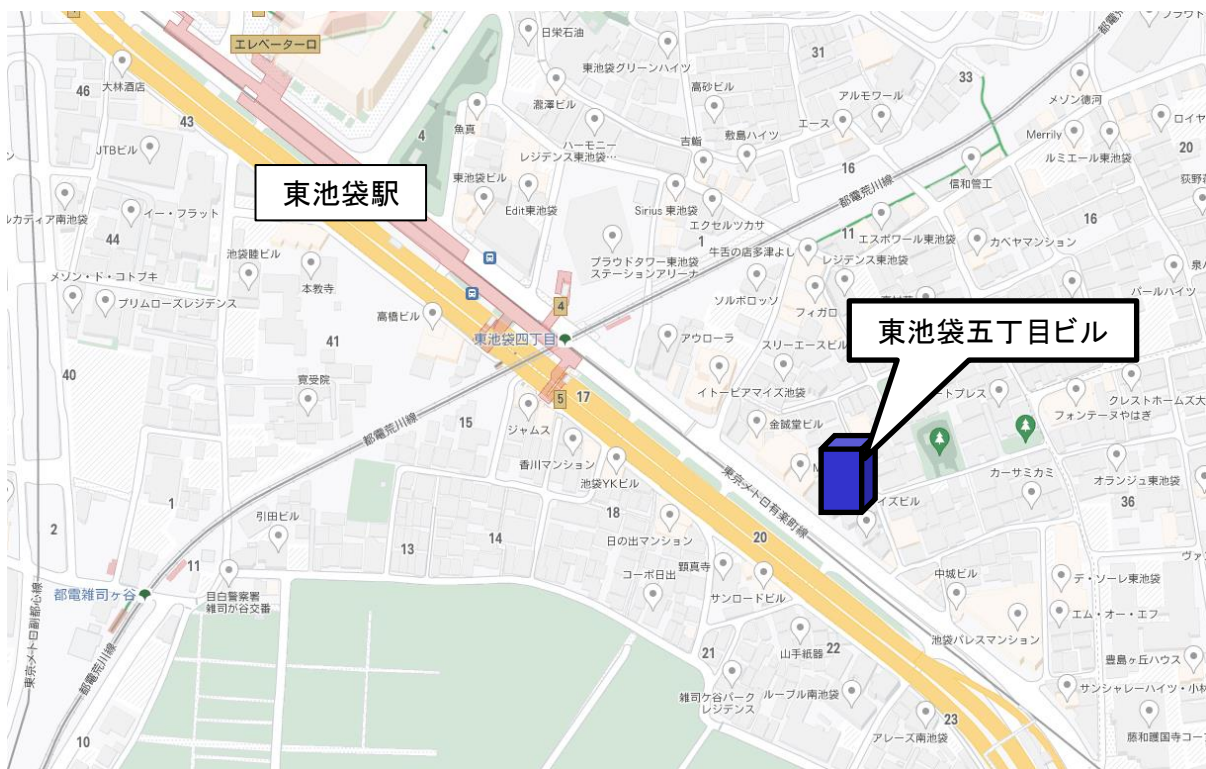 エレベーター口
日栄石油
東池袋グリーンハイツ
31
33
大林酒店
46
43
瀧澤ビル
高砂ビル
アルモワール
メゾン徳河
4
魚真
ハーモニー
レジデンス東池袋…
吉鮨
敷島ハイツ
エース
Merrily
ルミエール東池袋
20
JTBビル
東池袋駅
東池袋ビル
16
都電荒川線
信和管工
Edit東池袋
Sirius 東池袋
エクセルツカサ
16
イー・フラット
44
1
牛舌の店多津よし
11
エスポワール東池袋
カベヤマンション
池袋陸ビル
プラウドタワー東池袋
ステーションアリーナ
レジデンス東池袋
メゾン・ド・コトブキ
本教寺
プリムローズレジデンス
ソルボロッソ
パールハイツ
フィガロ
4
高橋ビル
東池袋四丁目
アウローラ
スリーエースビル
東池袋五丁目ビル
41
40
寛受院
イトーピアマイズ池袋
5
17
フォンテーヌやはぎ
15
ジャムス
金誠堂ビル
都電荒川線
香川マンション
池袋YKビル
東京メトロ有楽町線
カーサミカミ
オランジュ東池袋
36
1
2
引田ビル
18
14
13
日の出マンション
20
11
顕真寺
コーポ日出
中城ビル
デ・ソーレ東池袋
都電雑司ヶ谷
目白警察署
雑司が谷交番
サンロードビル
エム・オー・エフ
東京メトロ副都心線
池袋パレスマンション
21
山手紙器
22
豊島ヶ丘ハウス
都電荒川線
雑司ケ谷パーク
レジデンス
ルーブル南池袋
10
23
アレーズ南池袋